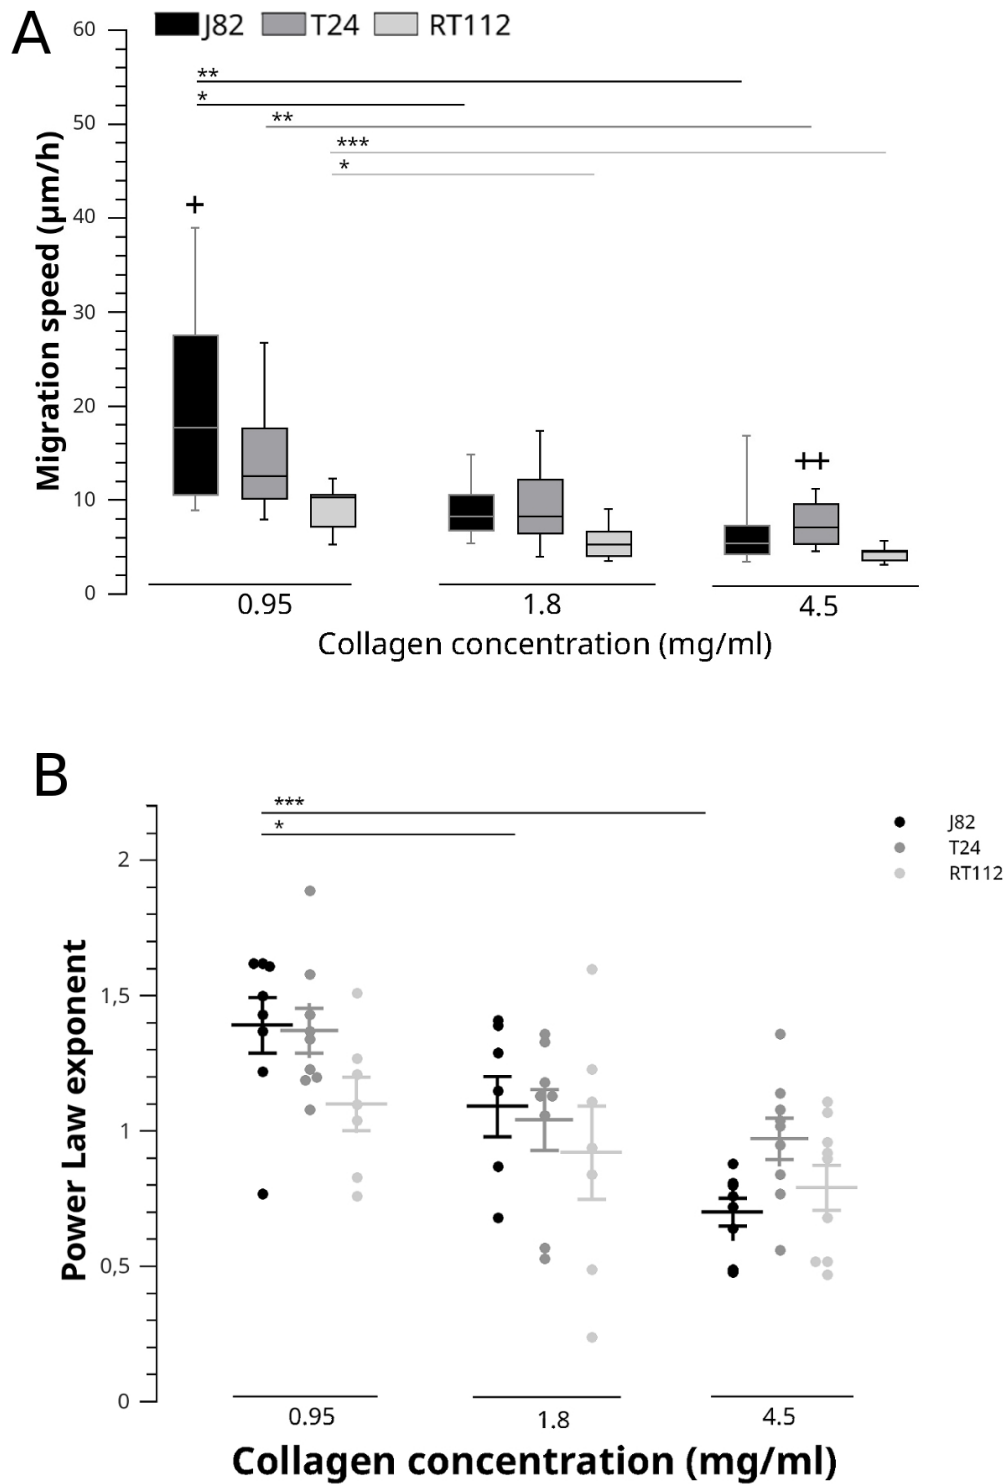 A
J82 T24 RT112
60
**
*
50
**
***
*
+
40
30
20
++
10
0
Migration speed (μm/h)
0.95 1.8 4.5
Collagen concentration (mg/ml)
B
***
*
J82
T24
RT112
2
1,5
1
0,5
0
Power Law exponent
0.95 1.8 4.5
Collagen concentration (mg/ml)